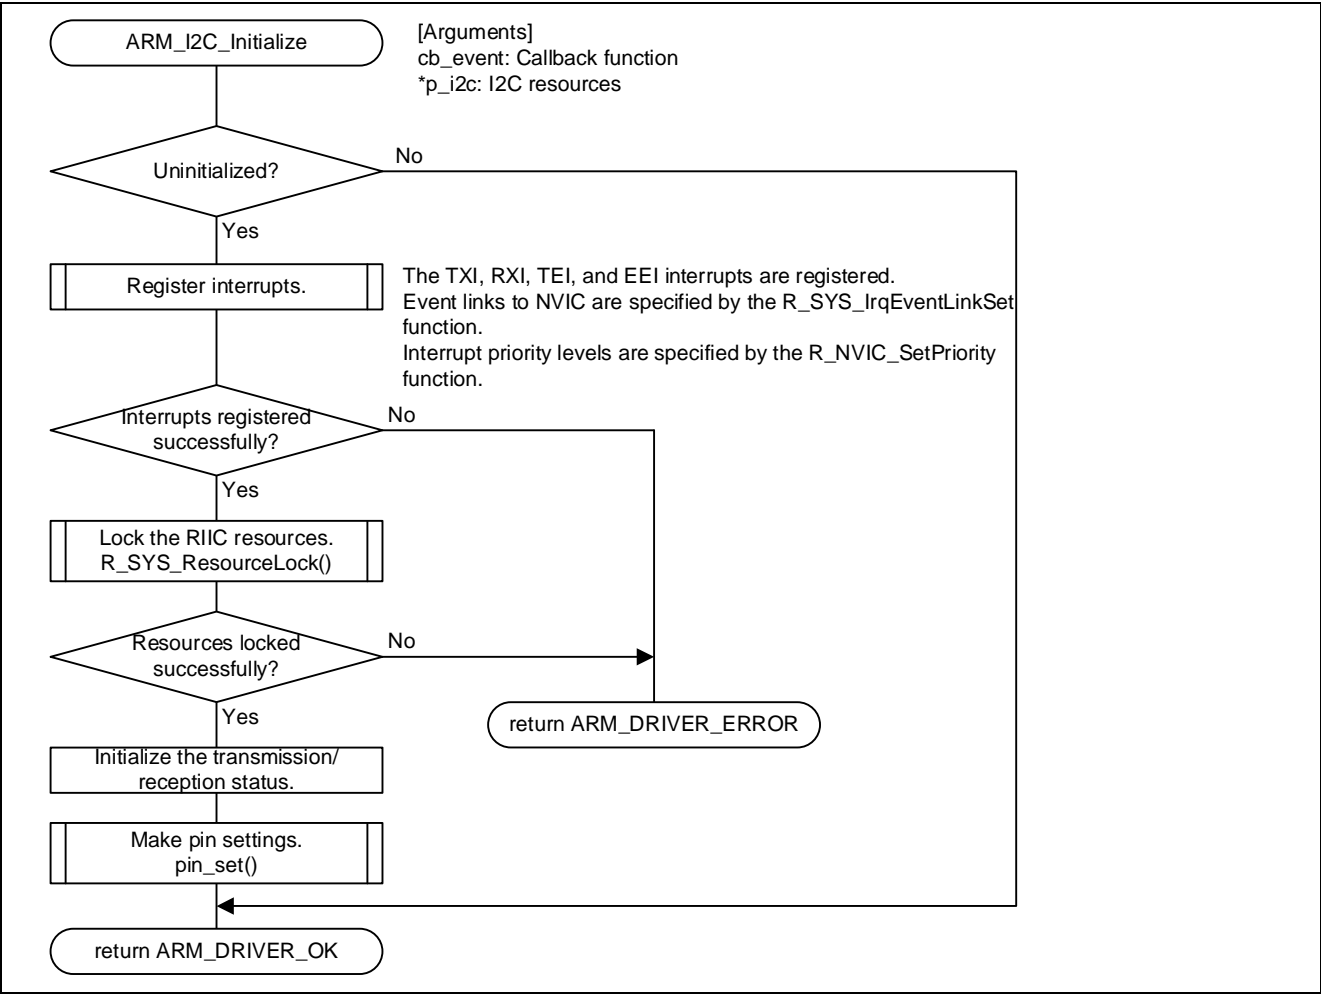 ARM_I2C_Initialize
[Arguments]
cb_event: Callback function
*p_i2c: I2C resources
Uninitialized?
No
Yes
Register interrupts.
The TXI, RXI, TEI, and EEI interrupts are registered.
Event links to NVIC are specified by the R_SYS_IrqEventLinkSet
function.
Interrupt priority levels are specified by the R_NVIC_SetPriority
function.
Interrupts registered
successfully?
No
Yes
Lock the RIIC resources.
R_SYS_ResourceLock()
Resources locked
successfully?
No
Yes
return ARM_DRIVER_ERROR
Initialize the transmission/
reception status.
Make pin settings.
pin_set()
return ARM_DRIVER_OK